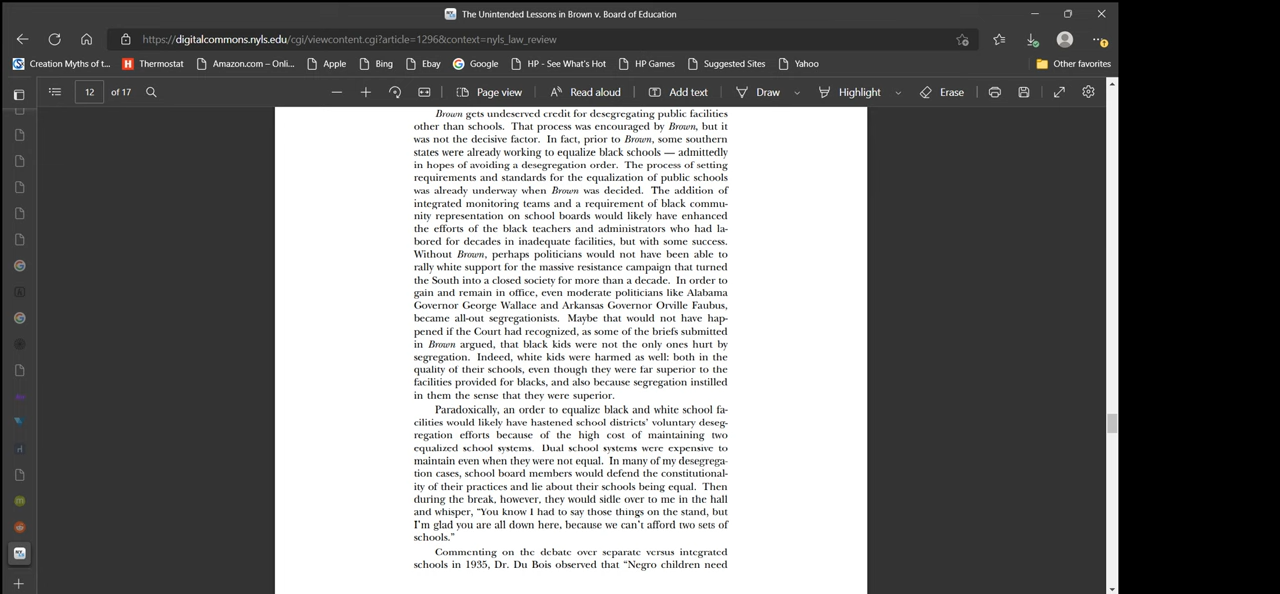 The Unintended Lessons in Brown v. Board of Education
https://digitalcommons.nyls.edu/cgi/viewcontent.cgi?article=1296&context=nyls_law_review
Creation Myths of t... Thermostat Amazon.com – Onli... Apple Bing Ebay Google HP - See What's Hot HP Games Suggested Sites Yahoo Other favorites
12 of 17 Page view Read aloud Add text Draw Highlight Erase
Brown gets undeserved credit for desegregating public facilities
other than schools. That process was encouraged by Brown, but it
was not the decisive factor. In fact, prior to Brown, some southern
states were already working to equalize black schools — admittedly
in hopes of avoiding a desegregation order. The process of setting
requirements and standards for the equalization of public schools
was already underway when Brown was decided. The addition of
integrated monitoring teams and a requirement of black commu-
nity representation on school boards would likely have enhanced
the efforts of the black teachers and administrators who had la-
bored for decades in inadequate facilities, but with some success.
Without Brown, perhaps politicians would not have been able to
rally white support for the massive resistance campaign that turned
the South into a closed society for more than a decade. In order to
gain and remain in office, even moderate politicians like Alabama
Governor George Wallace and Arkansas Governor Orville Faubus,
became all-out segregationists. Maybe that would not have hap-
pened if the Court had recognized, as some of the briefs submitted
in Brown argued, that black kids were not the only ones hurt by
segregation. Indeed, white kids were harmed as well: both in the
quality of their schools, even though they were far superior to the
facilities provided for blacks, and also because segregation instilled
in them the sense that they were superior.
Paradoxically, an order to equalize black and white school fa-
cilities would likely have hastened school districts' voluntary deseg-
regation efforts because of the high cost of maintaining two
equalized school systems. Dual school systems were expensive to
maintain even when they were not equal. In many of my desegrega-
tion cases, school board members would defend the constitutional-
ity of their practices and lie about their schools being equal. Then
during the break, however, they would sidle over to me in the hall
and whisper, "You know I had to say those things on the stand, but
I'm glad you are all down here, because we can't afford two sets of
schools."
Commenting on the debate over separate versus integrated
schools in 1935, Dr. Du Bois observed that "Negro children need